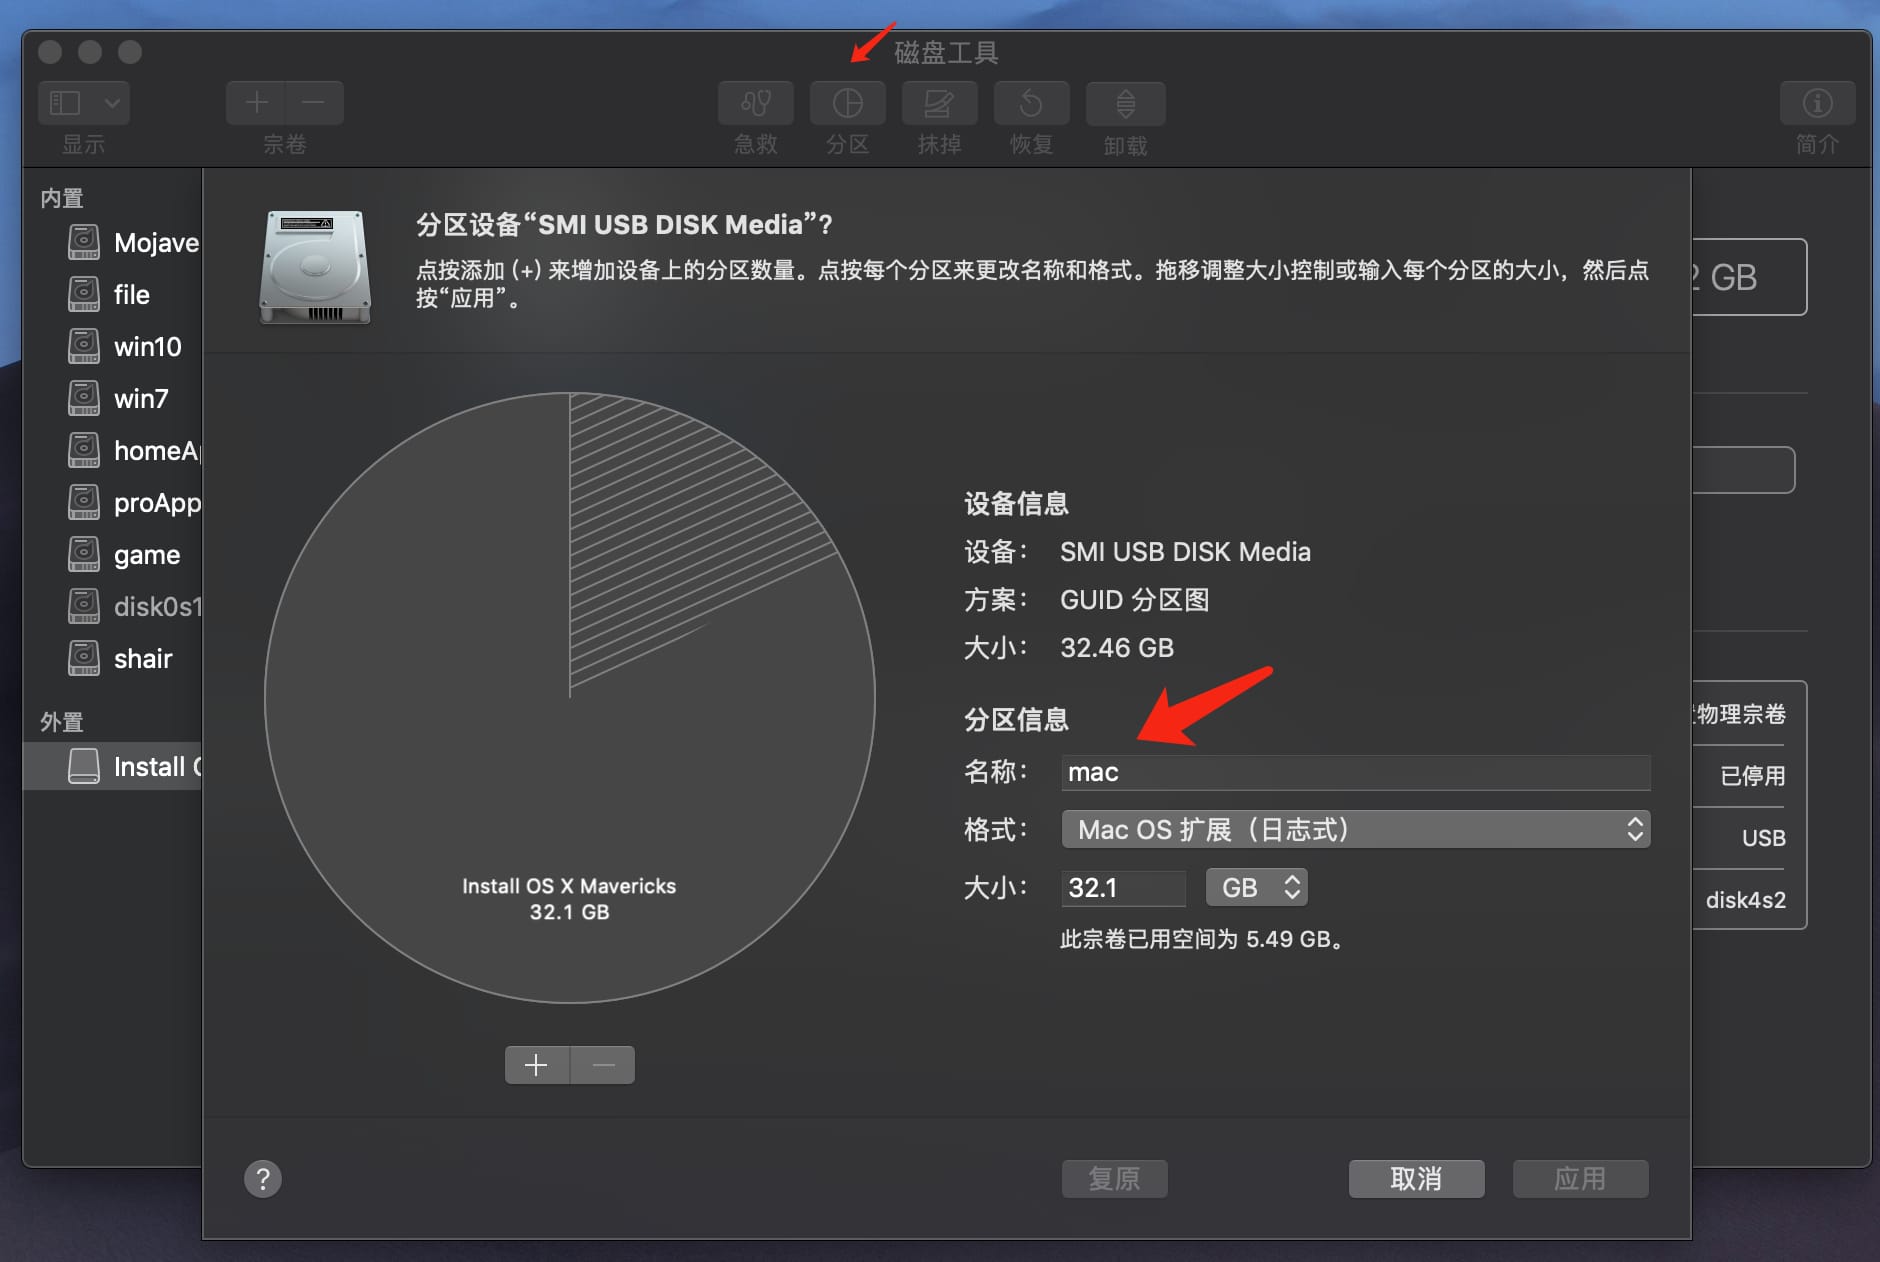 磁盘工具
显示
宗卷
急救
分区
抹掉
恢复
卸载
简介
内置
Mojave
file
win10
win7
homeAp
proApp
game
disk0s1
shair
外置
Install
分区设备“SMI USB DISK Media”？
点按添加 (+) 来增加设备上的分区数量。点按每个分区来更改名称和格式。拖移调整大小控制或输入每个分区的大小，然后点
按“应用”。
GB
Install OS X Mavericks
32.1 GB
设备信息
设备： SMI USB DISK Media
方案： GUID 分区图
大小： 32.46 GB
分区信息
名称： mac
格式： Mac OS 扩展（日志式）
大小： 32.1 GB
此宗卷已用空间为 5.49 GB。
物理宗卷
已停用
USB
disk4s2
?
复原
取消
应用